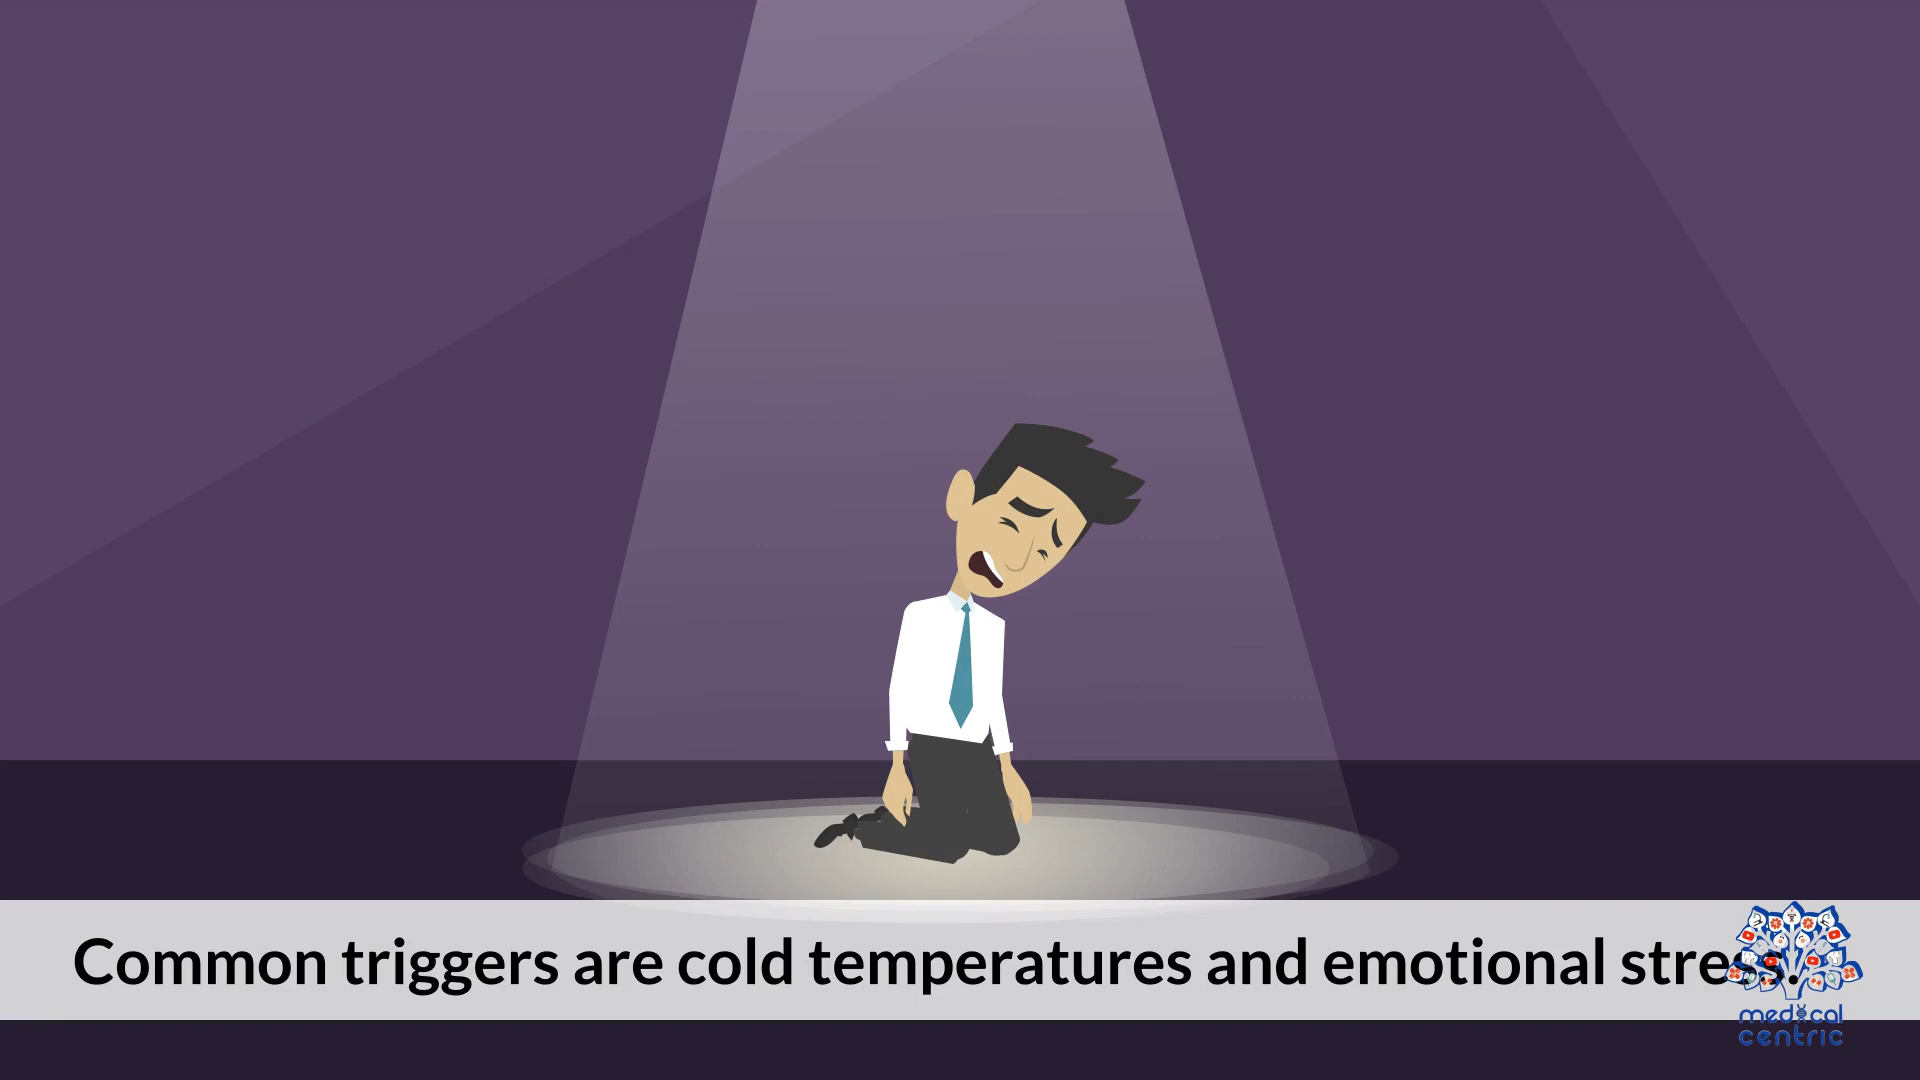 Common triggers are cold temperatures and emotional stress.
medical
centric